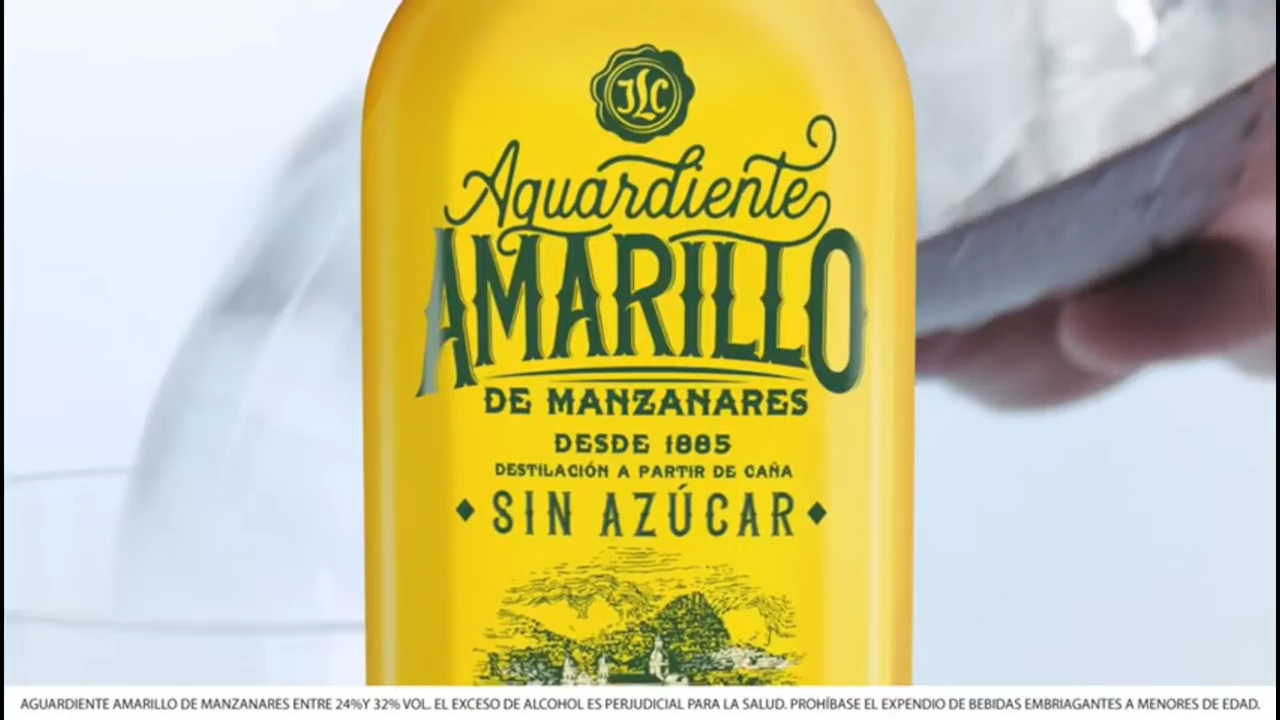 JLC
Aguardiente
AMARILLO
DE MANZANARES
DESDE 1885
DESTILACIÓN A PARTIR DE CAÑA
SIN AZÚCAR
AGUARDIENTE AMARILLO DE MANZANARES ENTRE 24%Y 32% VOL. EL EXCESO DE ALCOHOL ES PERJUDICIAL PARA LA SALUD. PROHÍBASE EL EXPENDIO DE BEBIDAS EMBRIAGANTES A MENORES DE EDAD.